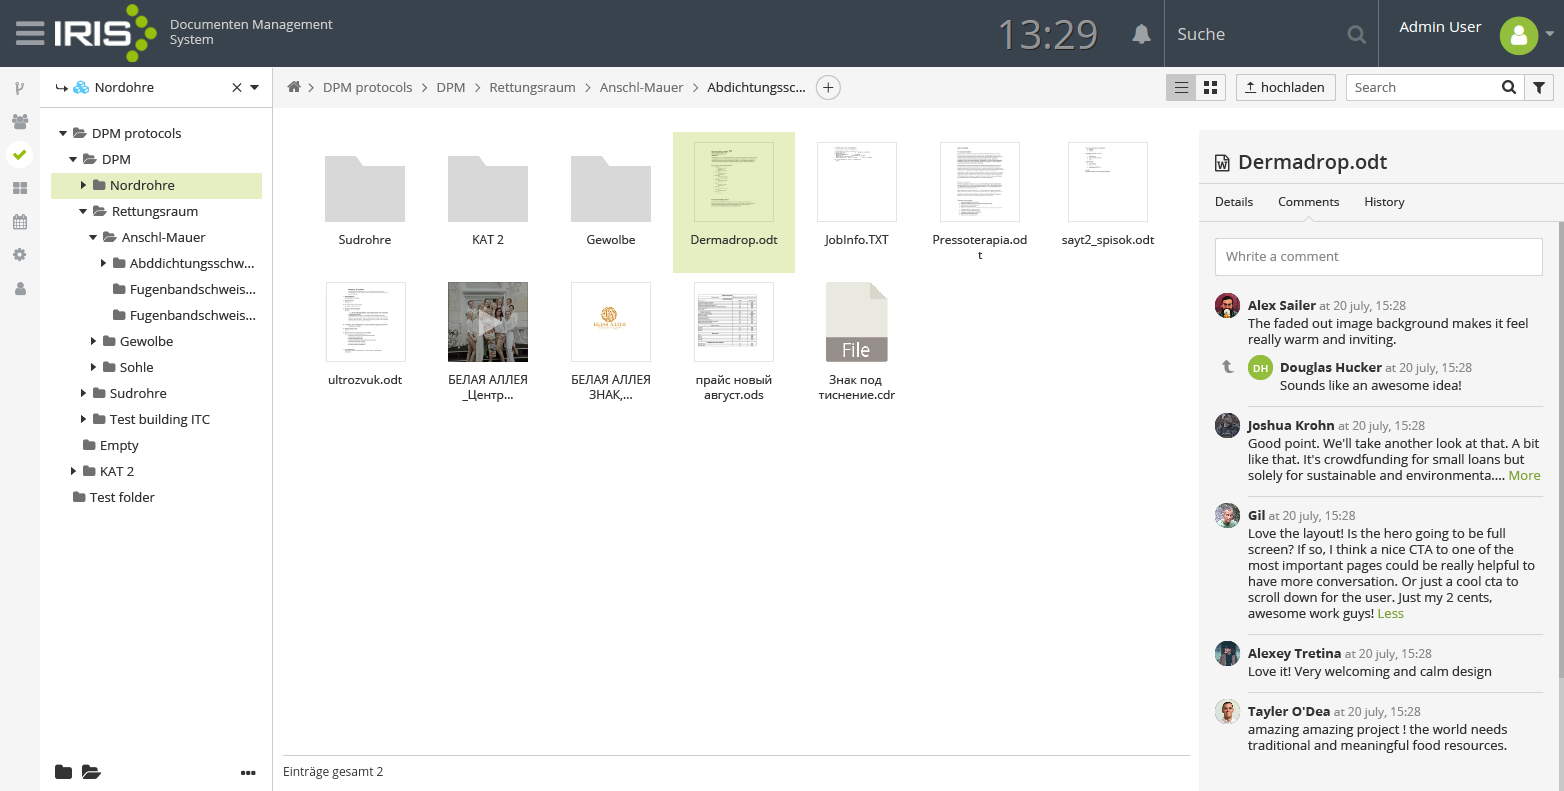 IRIS
Documenten Management
System
13:29
Suche
Admin User
Nordohre
DPM protocols
DPM
Rettungsraum
Anschl-Mauer
Abdichtungssc...
hochladen
Search
DPM protocols
DPM
Nordrohre
Rettungsraum
Anschl-Mauer
Abddichtungsschw...
Fugenbandschweis...
Fugenbandschweis...
Gewolbe
Sohle
Sudrohre
Test building ITC
Empty
KAT 2
Test folder
Sudrohre
KAT 2
Gewolbe
Dermadrop.odt
JobInfo.TXT
Pressoterapia.od
t
sayt2_spisok.odt
ultrozvuk.odt
БЕЛАЯ АЛЛЕЯ
_Центр...
БЕЛАЯ АЛЛЕЯ
БЕЛАЯ АЛЛЕЯ
ЗНАК,...
прайс новый
август.ods
File
Знак под
тиснение.cdr
Einträge gesamt 2
Dermadrop.odt
Details
Comments
History
Whrite a comment
Alex Sailer at 20 july, 15:28
The faded out image background makes it feel
really warm and inviting.
DH
Douglas Hucker at 20 july, 15:28
Sounds like an awesome idea!
Joshua Krohn at 20 july, 15:28
Good point. We'll take another look at that. A bit
like that. It's crowdfunding for small loans but
solely for sustainable and environmenta.... More
Gil at 20 july, 15:28
Love the layout! Is the hero going to be full
screen? If so, I think a nice CTA to one of the
most important pages could be really helpful to
have more conversation. Or just a cool cta to
scroll down for the user. Just my 2 cents,
awesome work guys! Less
Alexey Tretina at 20 july, 15:28
Love it! Very welcoming and calm design
Tayler O'Dea at 20 july, 15:28
amazing amazing project ! the world needs
traditional and meaningful food resources.